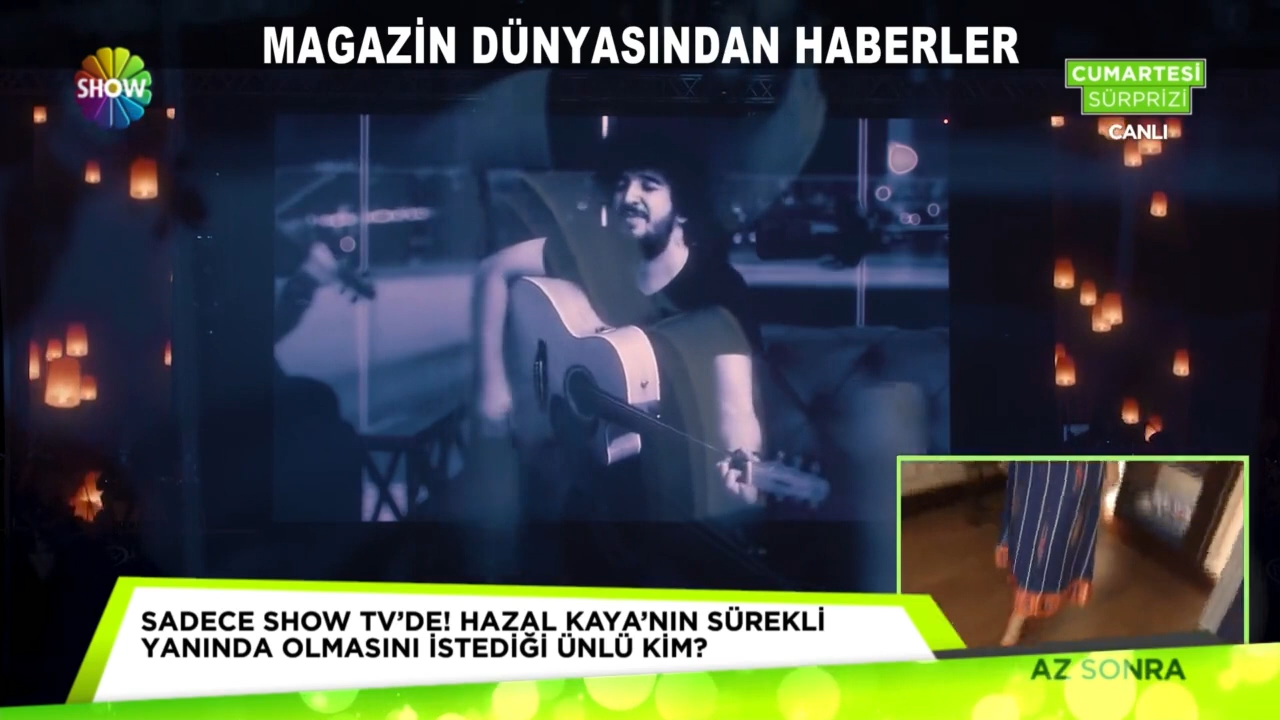 MAGAZİN DÜNYASINDAN HABERLER
SHOW
CUMARTESİ
SÜRPRİZİ
CANLI
SADECE SHOW TV'DE! HAZAL KAYA'NIN SÜREKLİ
YANINDA OLMASINI İSTEDİĞİ ÜNLÜ KİM?
AZ SONRA